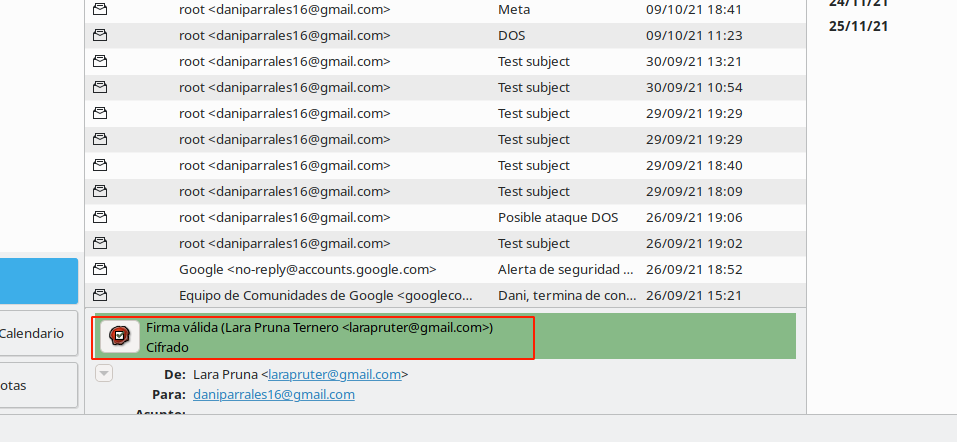 root <daniparrales16@gmail.com> Meta 09/10/21 18:41
root <daniparrales16@gmail.com> DOS 09/10/21 11:23
root <daniparrales16@gmail.com> Test subject 30/09/21 13:21
root <daniparrales16@gmail.com> Test subject 30/09/21 10:54
root <daniparrales16@gmail.com> Test subject 29/09/21 19:29
root <daniparrales16@gmail.com> Test subject 29/09/21 19:29
root <daniparrales16@gmail.com> Test subject 29/09/21 18:40
root <daniparrales16@gmail.com> Test subject 29/09/21 18:09
root <daniparrales16@gmail.com> Posible ataque DOS 26/09/21 19:06
root <daniparrales16@gmail.com> Test subject 26/09/21 19:02
Google <no-reply@accounts.google.com> Alerta de seguridad ... 26/09/21 18:52
Equipo de Comunidades de Google <googleco... Dani, termina de con... 26/09/21 15:21
24/11/21
25/11/21
Calendario
otas
Firma válida (Lara Pruna Ternero <larapruter@gmail.com>)
Cifrado
De: Lara Pruna <larapruter@gmail.com>
Para: daniparrales16@gmail.com
Asunto: